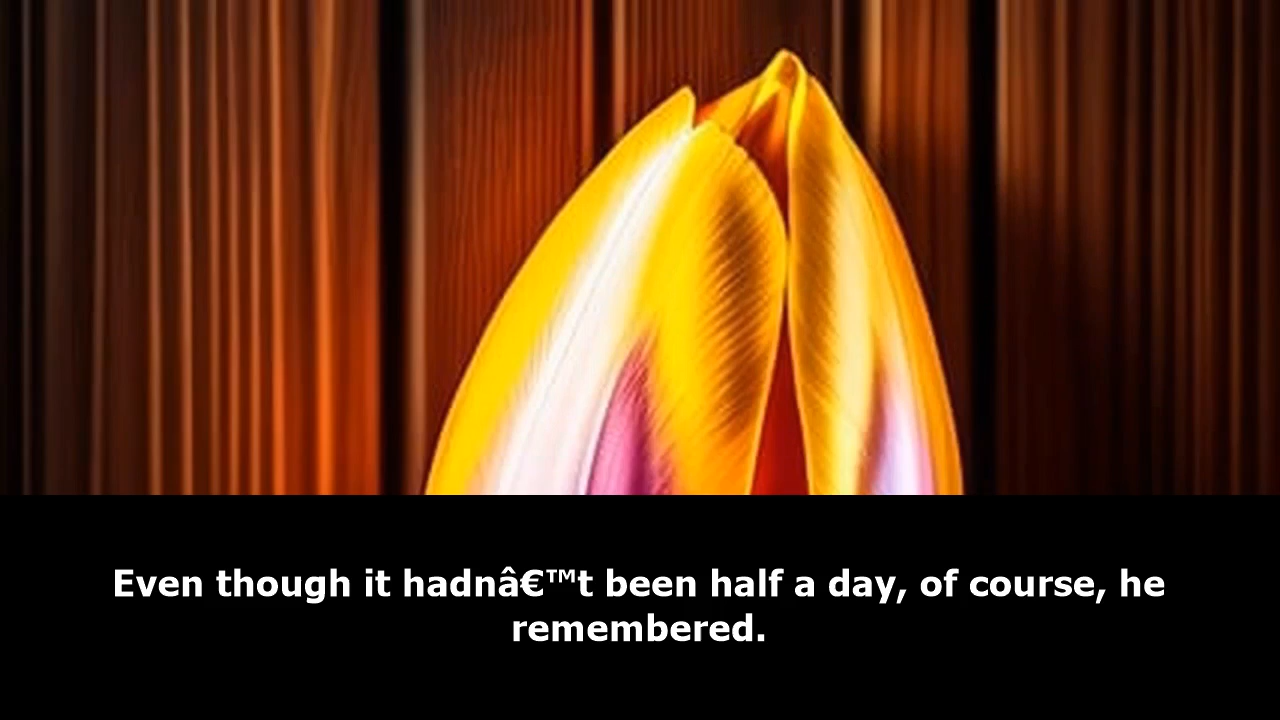 Even though it hadnâ€™t been half a day, of course, he
remembered.